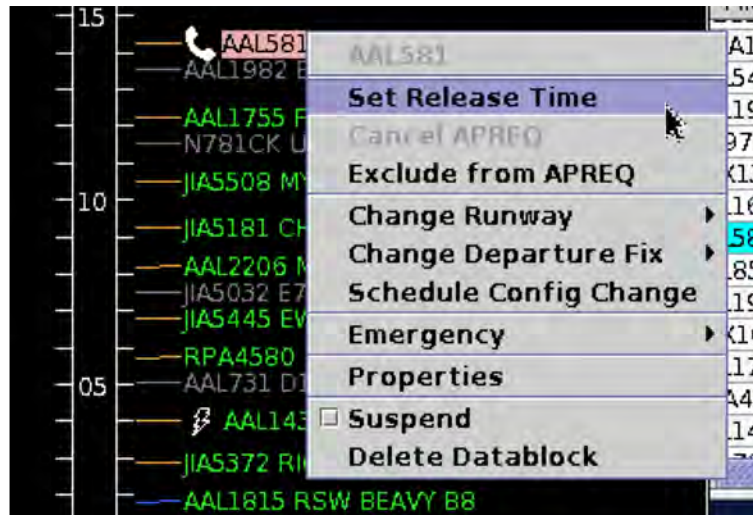 15
AAL581
AAL1982
AAL1755
N781CK
JIA5508
10
JIA5181
AAL2206
JIA5032
JIA5445
RPA4580
05
AAL731
AAL143
JIA5372
AAL1815 RSW BEAVY B8
AAL581
Set Release Time
Cancel APREQ
Exclude from APREQ
Change Runway
Change Departure Fix
Schedule Config Change
Emergency
Properties
Suspend
Delete Datablock